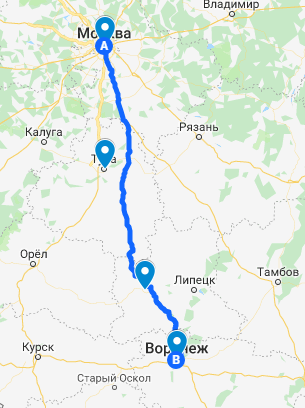 Владимир
Москва
A
Калуга
Рязань
Тула
Орёл
Липецк
Тамбов
Курск
Воронеж
B
Старый Оскол